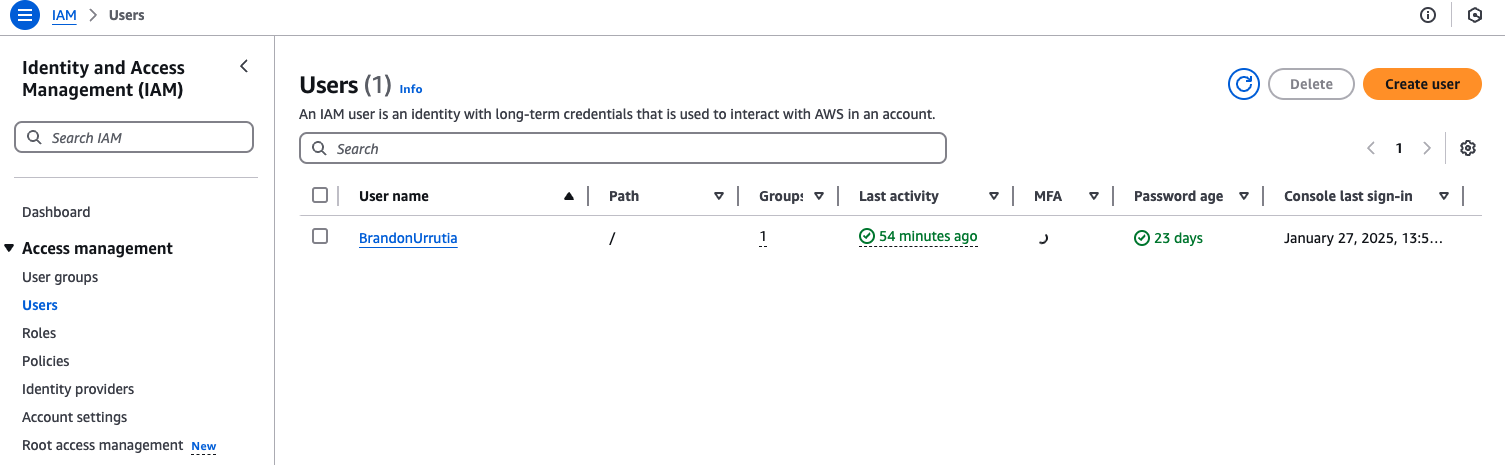 IAM > Users
Identity and Access
Management (IAM)
Search IAM
Dashboard
Access management
User groups
Users
Roles
Policies
Identity providers
Account settings
Root access management New
Users (1) Info
Delete
Create user
An IAM user is an identity with long-term credentials that is used to interact with AWS in an account.
Search
1
User name Path Groups Last activity MFA Password age Console last sign-in
BrandonUrrutia / 1 54 minutes ago 23 days January 27, 2025, 13:5...